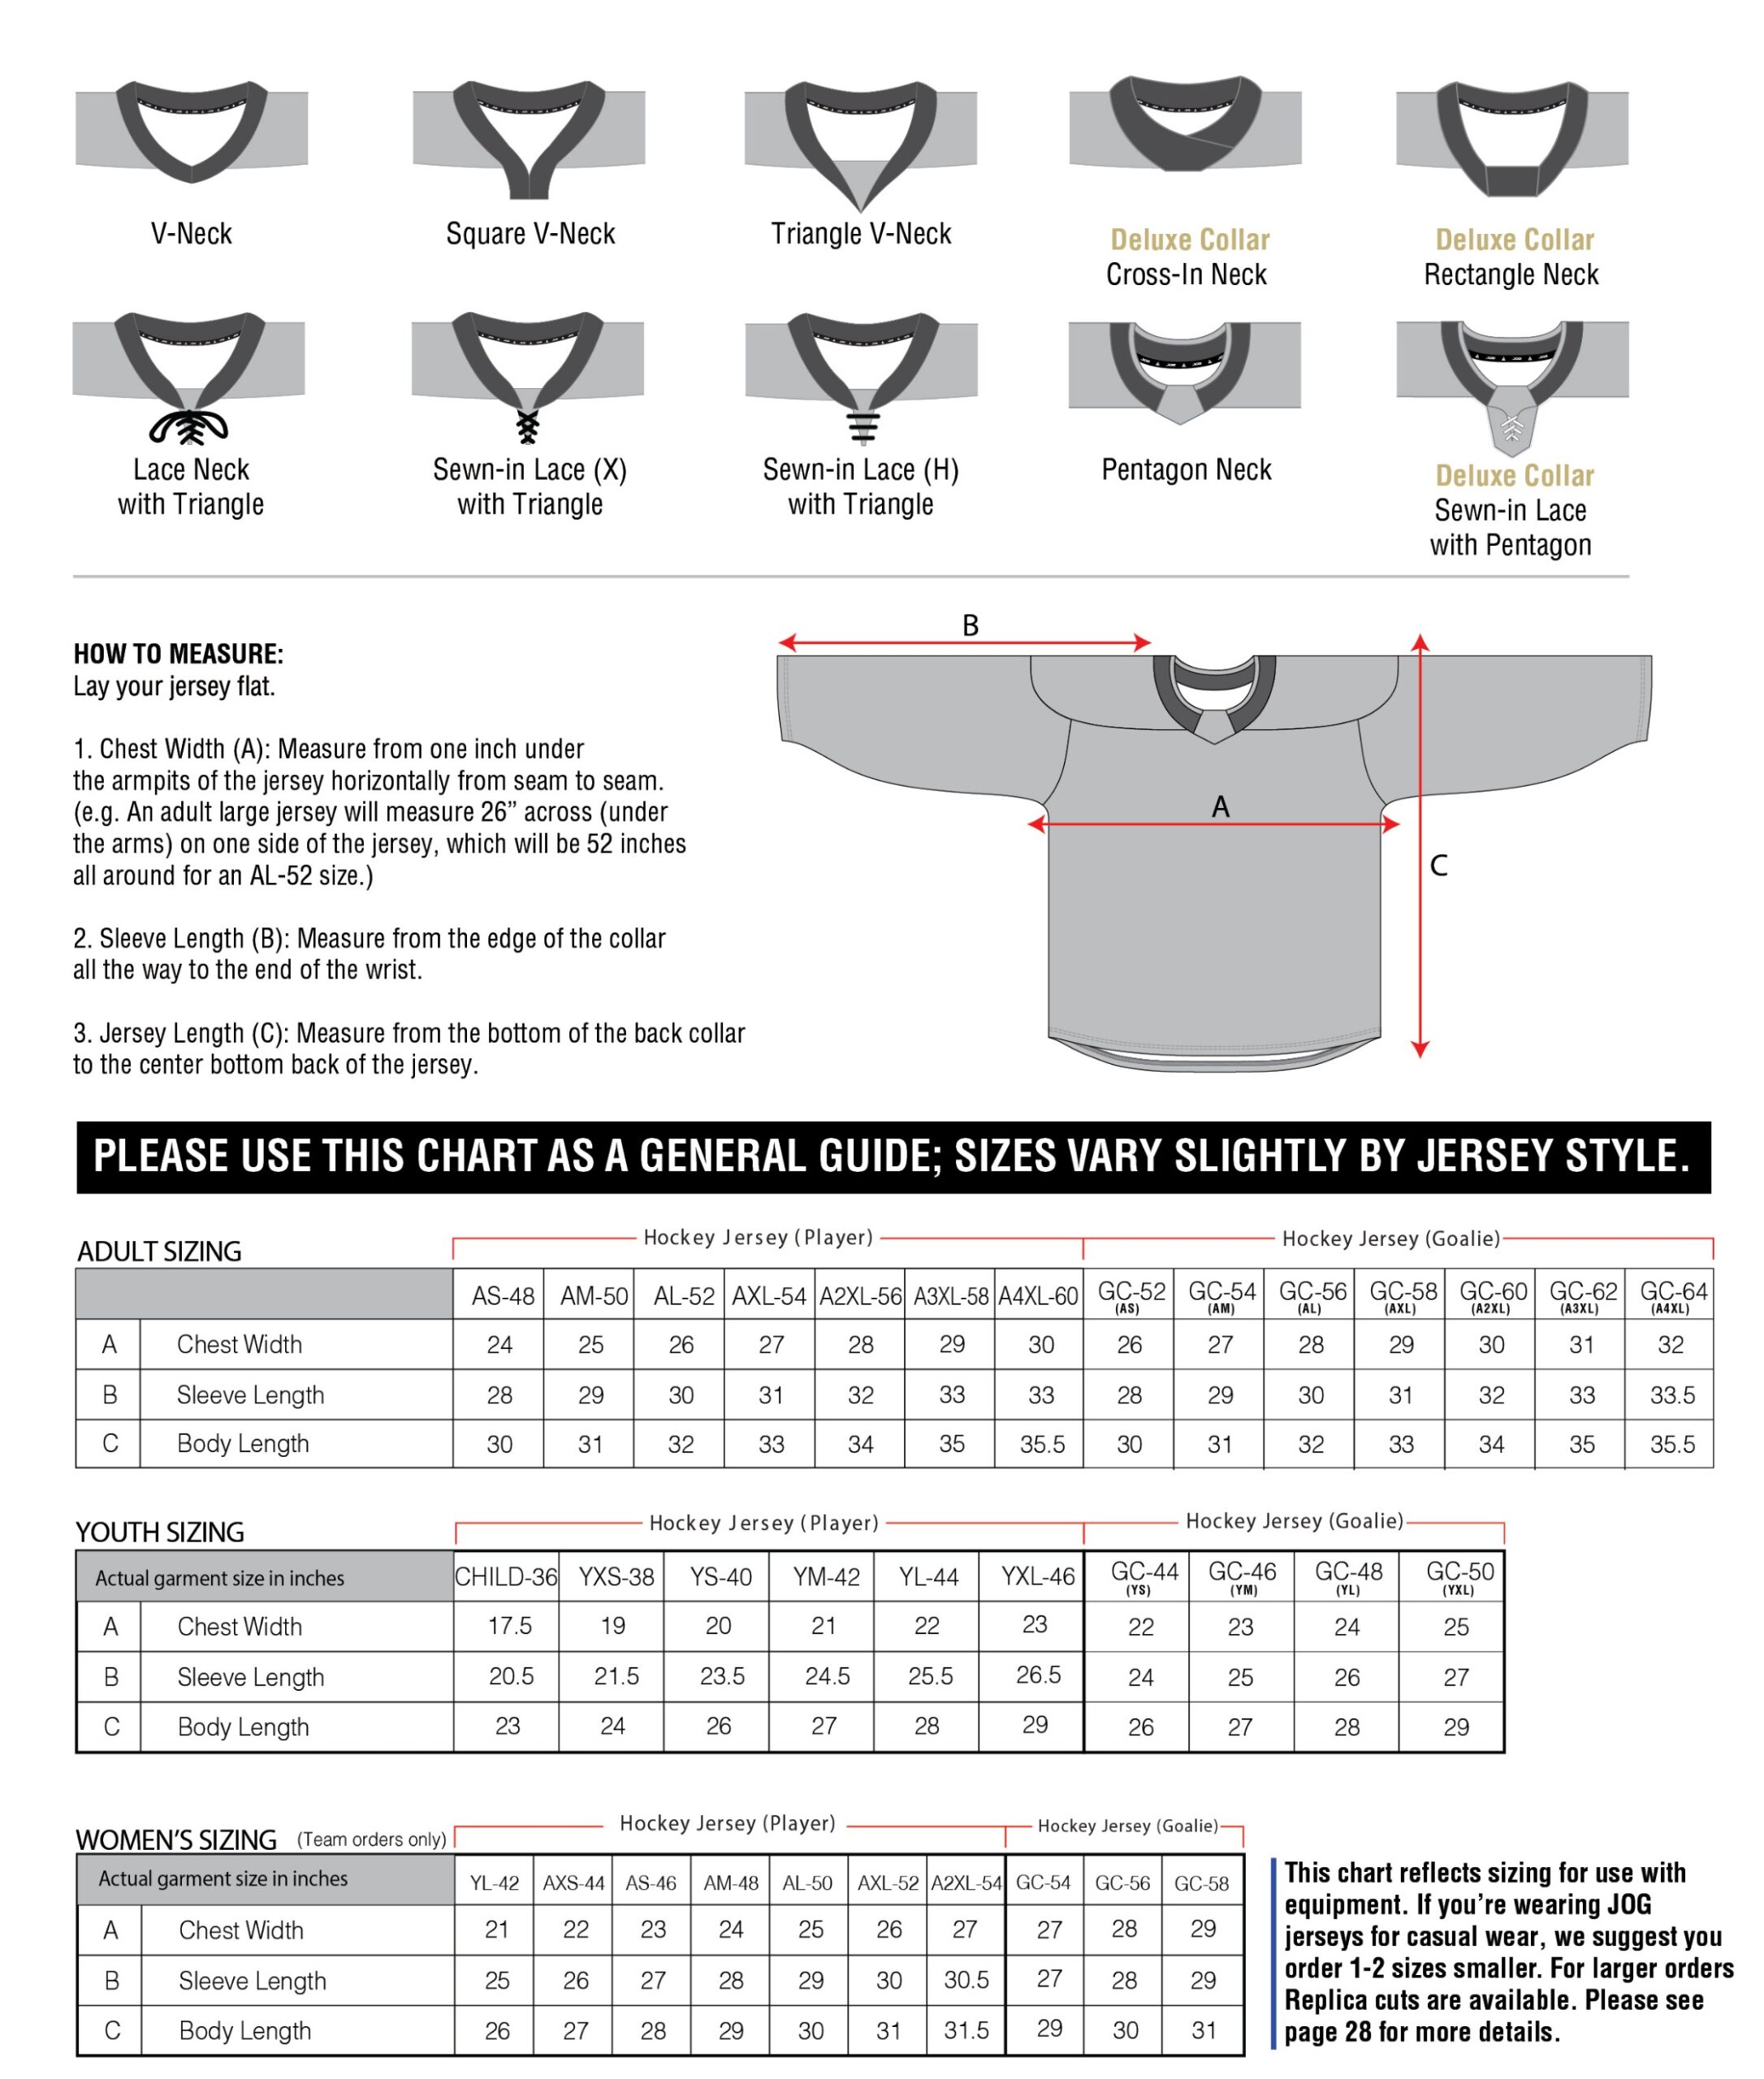 V-Neck
Square V-Neck
Triangle V-Neck
Deluxe Collar
Cross-In Neck
Deluxe Collar
Rectangle Neck
Lace Neck
with Triangle
Sewn-in Lace (X)
with Triangle
Sewn-in Lace (H)
with Triangle
Pentagon Neck
Deluxe Collar
Sewn-in Lace
with Pentagon
HOW TO MEASURE:
Lay your jersey flat.
1. Chest Width (A): Measure from one inch under
the armpits of the jersey horizontally from seam to seam.
(e.g. An adult large jersey will measure 26” across (under
the arms) on one side of the jersey, which will be 52 inches
all around for an AL-52 size.)
2. Sleeve Length (B): Measure from the edge of the collar
all the way to the end of the wrist.
3. Jersey Length (C): Measure from the bottom of the back collar
to the center bottom back of the jersey.
B
A
C
PLEASE USE THIS CHART AS A GENERAL GUIDE; SIZES VARY SLIGHTLY BY JERSEY STYLE.
ADULT SIZING Hockey Jersey (Player) Hockey Jersey (Goalie)
AS-48 AM-50 AL-52 AXL-54 A2XL-56 A3XL-58 A4XL-60 GC-52 GC-54 GC-56 GC-58 GC-60 GC-62 GC-64
(AS) (AM) (AL) (AXL) (A2XL) (A3XL) (A4XL)
A Chest Width 24 25 26 27 28 29 30 26 27 28 29 30 31 32
B Sleeve Length 28 29 30 31 32 33 33 28 29 30 31 32 33 33.5
C Body Length 30 31 32 33 34 35 35.5 30 31 32 33 34 35 35.5
YOUTH SIZING Hockey Jersey (Player) Hockey Jersey (Goalie)
Actual garment size in inches CHILD-36 YXS-38 YS-40 YM-42 YL-44 YXL-46 GC-44 GC-46 GC-48 GC-50
(YS) (YM) (YL) (YXL)
A Chest Width 17.5 19 20 21 22 23 22 23 24 25
B Sleeve Length 20.5 21.5 23.5 24.5 25.5 26.5 24 25 26 27
C Body Length 23 24 26 27 28 29 26 27 28 29
WOMEN’S SIZING (Team orders only) Hockey Jersey (Player) Hockey Jersey (Goalie)
Actual garment size in inches YL-42 AXS-44 AS-46 AM-48 AL-50 AXL-52 A2XL-54 GC-54 GC-56 GC-58
A Chest Width 21 22 23 24 25 26 27 27 28 29
B Sleeve Length 25 26 27 28 29 30 30.5 27 28 29
C Body Length 26 27 28 29 30 31 31.5 29 30 31
This chart reflects sizing for use with
equipment. If you’re wearing JOG
jerseys for casual wear, we suggest you
order 1-2 sizes smaller. For larger orders
Replica cuts are available. Please see
page 28 for more details.